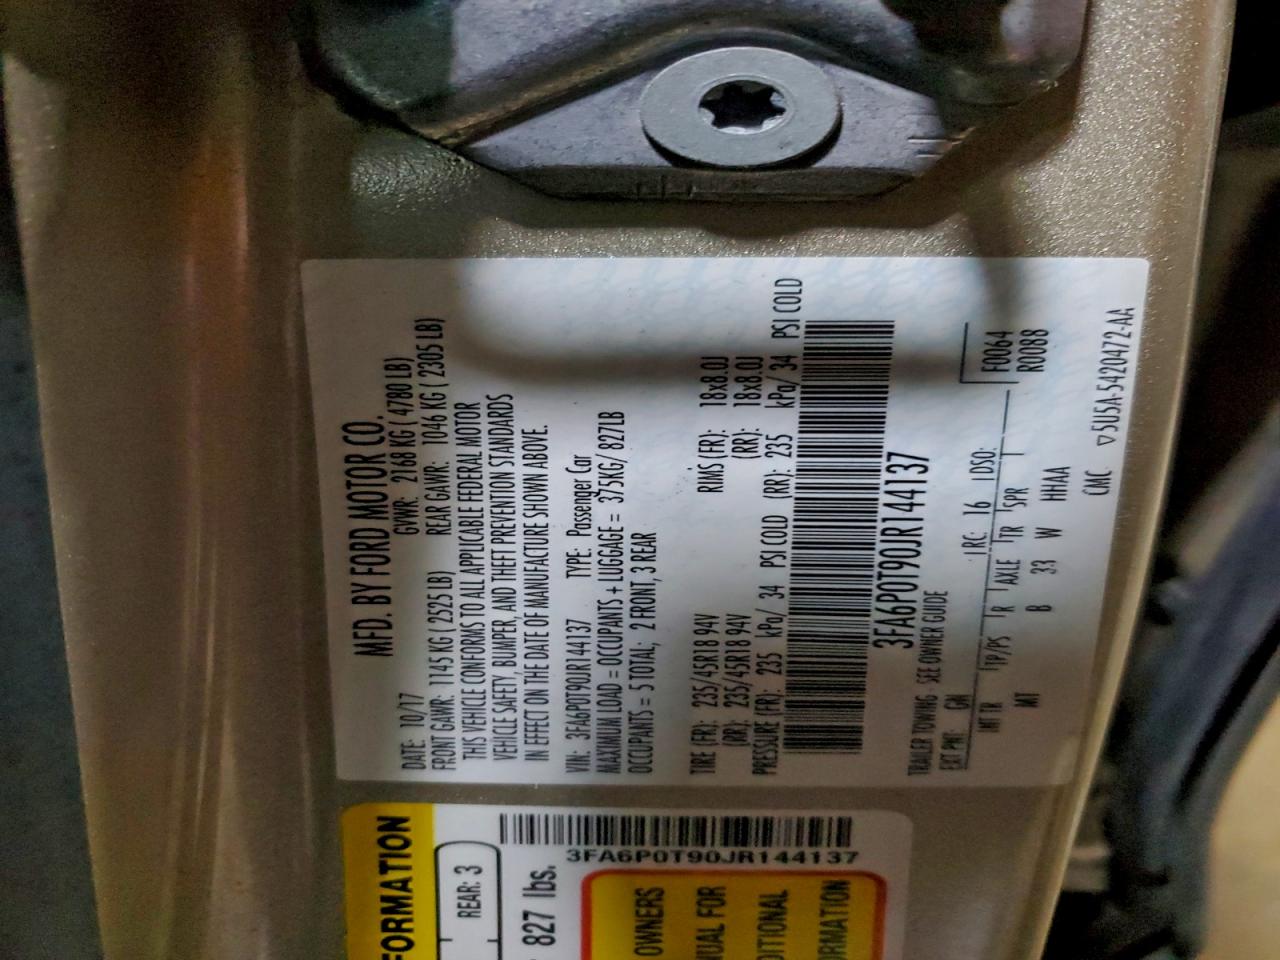 MFD. BY FORD MOTOR CO.
DATE: 10/17 GVWR: 2168 KG ( 4780 LB)
FRONT GAWR: 1145 KG ( 2525 LB) REAR GAWR: 1046 KG ( 2305 LB)
THIS VEHICLE CONFORMS TO ALL APPLICABLE FEDERAL MOTOR
VEHICLE SAFETY, BUMPER, AND THEFT PREVENTION STANDARDS
IN EFFECT ON THE DATE OF MANUFACTURE SHOWN ABOVE.
VIN: 3FA6P0T90JR144137 TYPE: Passenger Car
MAXIMUM LOAD = OCCUPANTS + LUGGAGE = 375KG/ 827LB
OCCUPANTS = 5 TOTAL; 2 FRONT, 3 REAR
TIRE (FR): 235/45R18 94V RIMS (FR): 18x8.0J
(RR): 235/45R18 94V (RR): 18x8.0J
PRESSURE (FR): 235 kPa/ 34 PSI COLD (RR): 235 kPa/ 34 PSI COLD
3FA6P0T90JR144137
TRAILER TOWING - SEE OWNER GUIDE
EXT PNT: GN RC: 16 DSO: F0064
INT TR TP/PS R AXLE TR SPR R0088
MT B 33 W HHAA
CMC ▽5U5A-5420472-AA
FORMATION
REAR: 3
827 lbs.
3FA6P0T90JR144137
OWNERS
NUAL FOR
DITIONAL
ORMATION